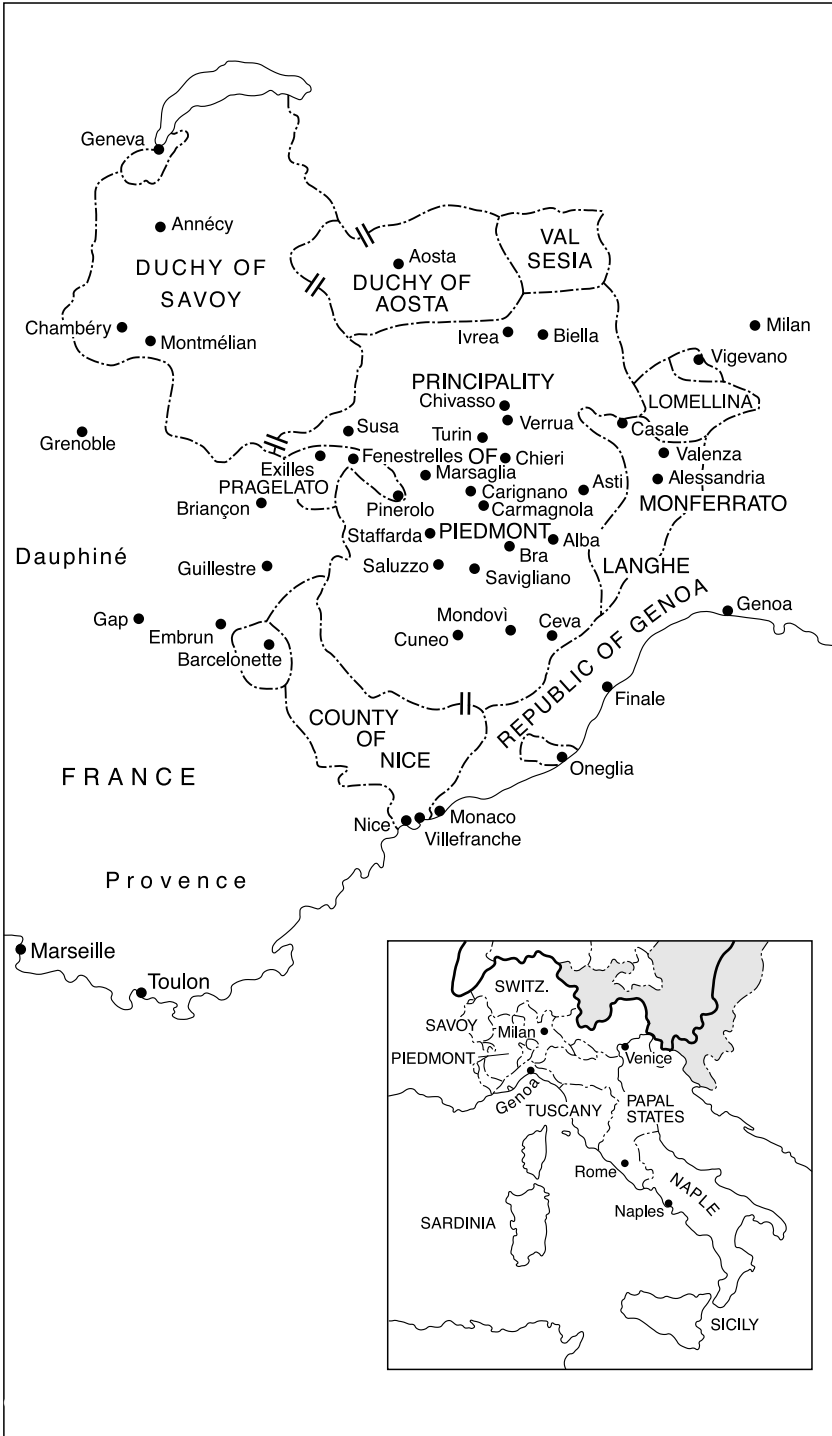 Geneva
Annécy
DUCHY OF
SAVOY
Aosta
DUCHY OF
AOSTA
VAL
SESIA
Chambéry
Montmélian
Ivrea
Biella
Milan
Vigevano
LOMELLINA
PRINCIPALITY
Chivasso
Verrua
Casale
Grenoble
Susa
Turin
Valenza
Exilles
Fenestrelles
OF
Chieri
Marsaglia
Alessandria
PRAGELATO
Carignano
Asti
MONFERRATO
Briançon
Pinerolo
Carmagnola
Staffarda
PIEDMONT
Alba
Dauphiné
Bra
Guillestre
Saluzzo
Savigliano
LANGHE
Gap
Embrun
Mondovì
Ceva
Genoa
Barcelonette
Cuneo
REPUBLIC OF GENOA
Finale
COUNTY
OF
NICE
Oneglia
FRANCE
Nice
Monaco
Villefranche
Provence
Marseille
Toulon
SWITZ.
SAVOY
Milan
PIEDMONT
Venice
Genoa
TUSCANY
PAPAL
STATES
Rome
NAPLE
Naples
SARDINIA
SICILY